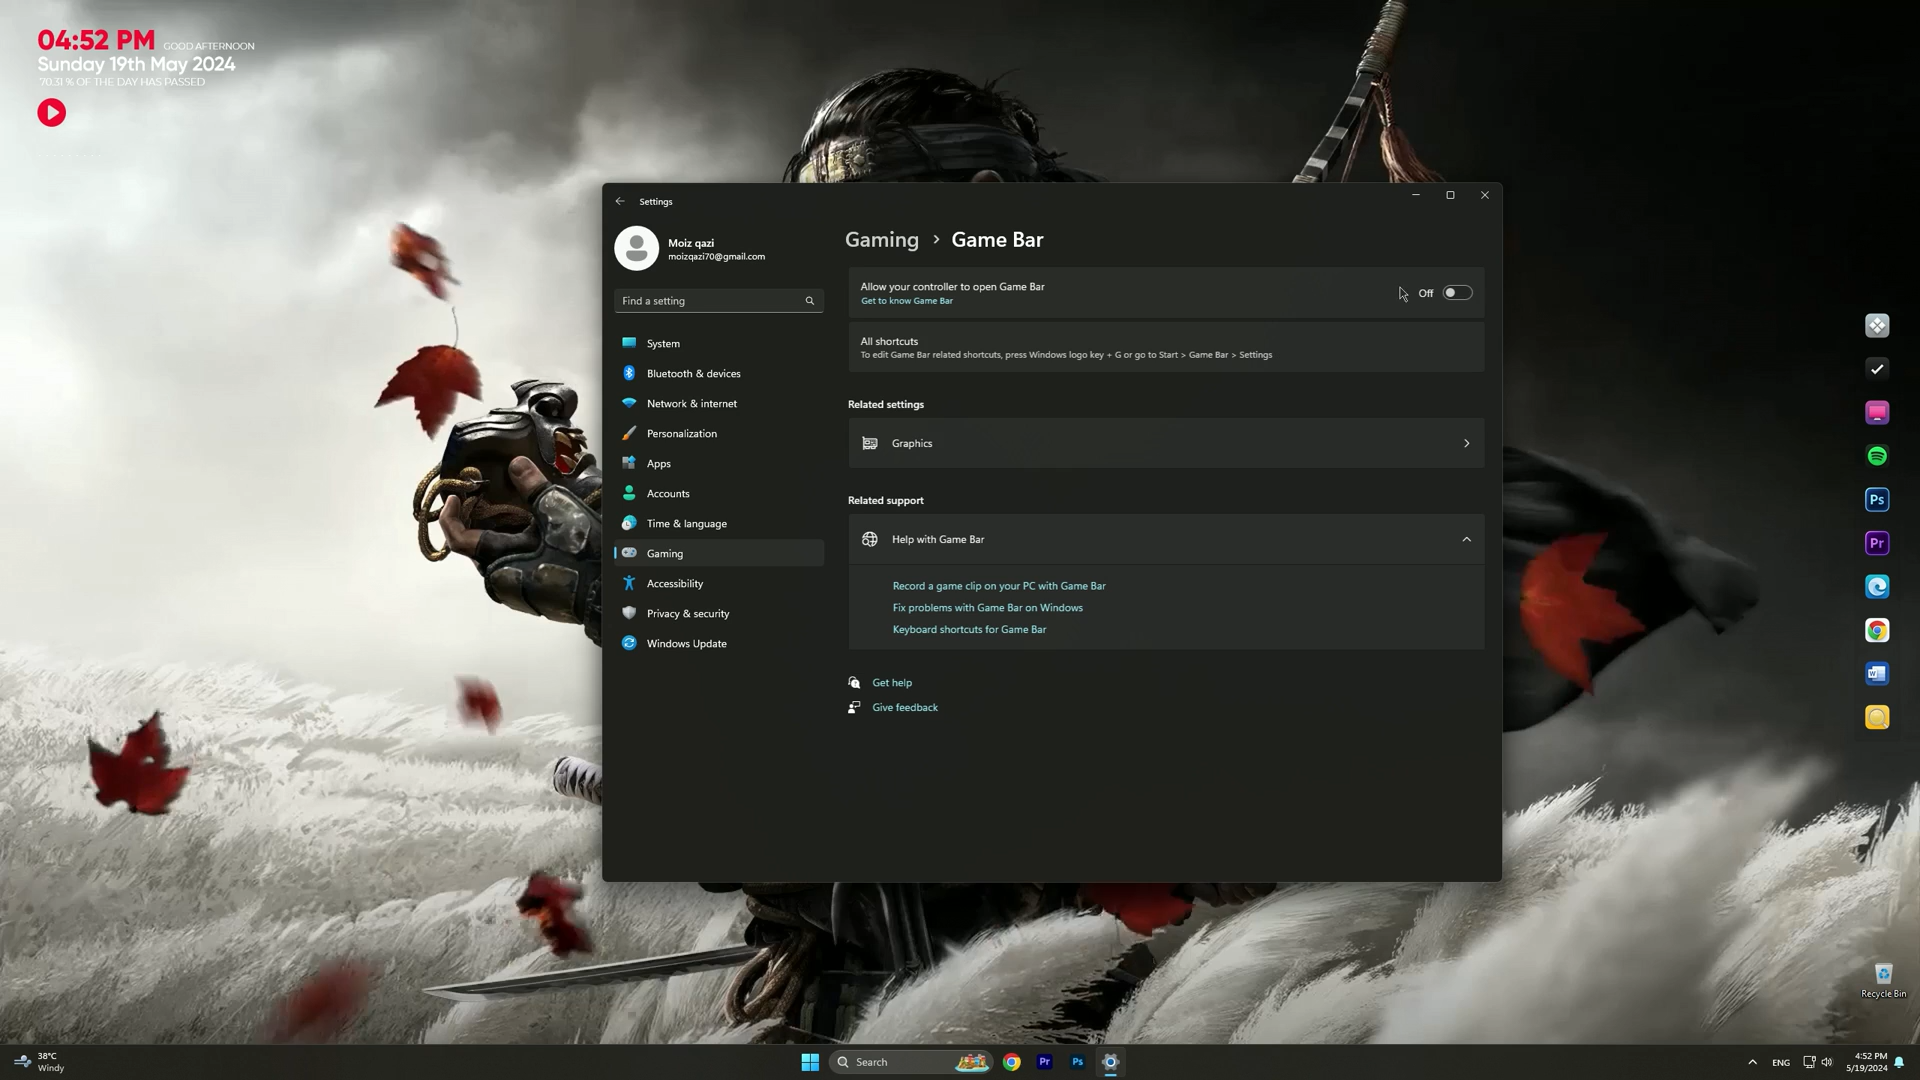 04:52 PM GOOD AFTERNOON
Sunday 19th May 2024
70.31 % OF THE DAY HAS PASSED
Settings
Moiz qazi
moizqazi70@gmail.com
Find a setting
System
Bluetooth & devices
Network & internet
Personalization
Apps
Accounts
Time & language
Gaming
Accessibility
Privacy & security
Windows Update
Gaming › Game Bar
Allow your controller to open Game Bar
Get to know Game Bar
Off
All shortcuts
To edit Game Bar related shortcuts, press Windows logo key + G or go to Start > Game Bar > Settings
Related settings
Graphics
Related support
Help with Game Bar
Record a game clip on your PC with Game Bar
Fix problems with Game Bar on Windows
Keyboard shortcuts for Game Bar
Get help
Give feedback
Ps
Pr
W
Recycle Bin
38°C
Windy
Search
Pr
Ps
ENG
4:52 PM
5/19/2024